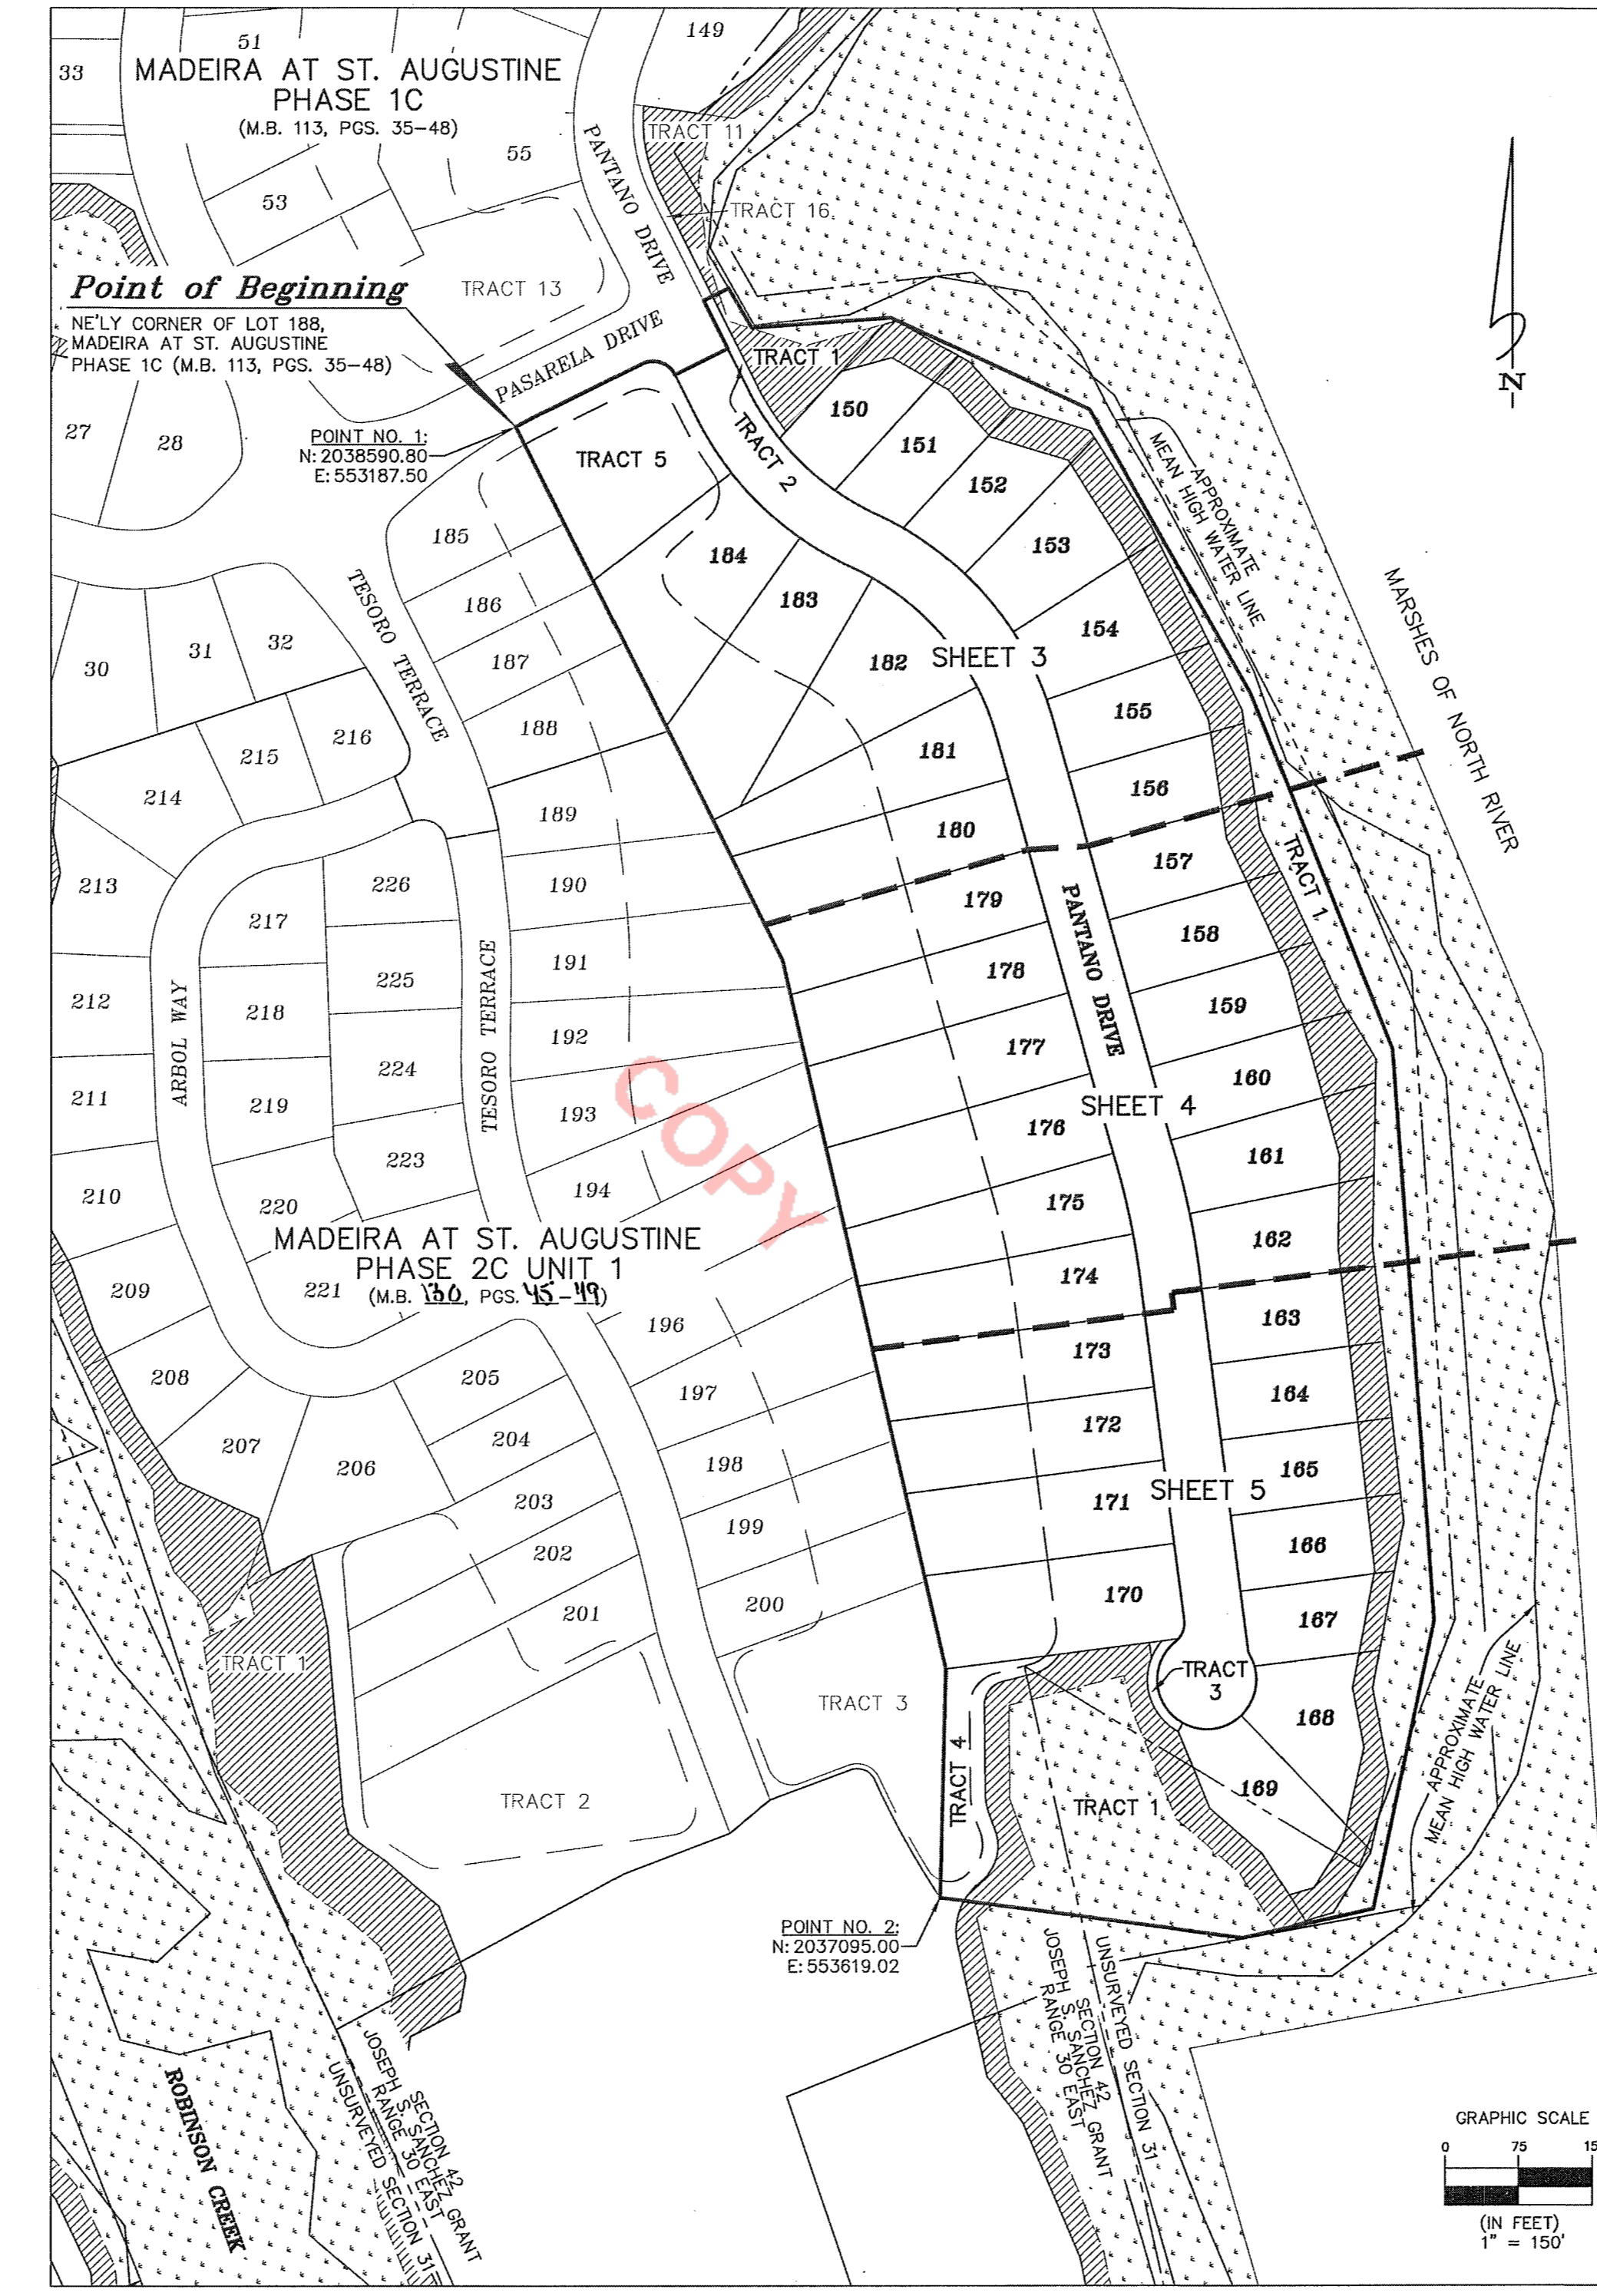 149
51
33
MADEIRA AT ST. AUGUSTINE
PHASE 1C
(M.B. 113, PGS. 35-48)
TRACT 11
55
PANTANO DRIVE
53
TRACT 16
Point of Beginning
NE'LY CORNER OF LOT 188,
MADEIRA AT ST. AUGUSTINE
PHASE 1C (M.B. 113, PGS. 35-48)
TRACT 13
PASARELA DRIVE
TRACT 1
N
27
28
POINT NO. 1:
N: 2038590.80
E: 553187.50
TRACT 5
TRACT 2
150
151
152
153
APPROXIMATE
MEAN HIGH WATER LINE
185
184
186
183
TESORO TERRACE
30
31
32
187
182
SHEET 3
154
MARSHES OF NORTH RIVER
188
155
216
215
214
181
156
189
180
157
TRACT 1
213
226
190
179
PANTANO DRIVE
217
158
191
178
225
TESORO TERRACE
212
ARBOL WAY
218
159
192
177
224
160
211
219
193
COPY
176
SHEET 4
161
223
210
220
194
175
162
MADEIRA AT ST. AUGUSTINE
PHASE 2C UNIT 1
(M.B. 130, PGS. 45-49)
209
221
174
163
196
173
208
205
197
164
172
207
204
206
198
165
203
171
SHEET 5
199
202
166
201
200
170
167
TRACT 1
TRACT 3
TRACT
3
168
TRACT 4
APPROXIMATE
MEAN HIGH WATER LINE
TRACT 2
TRACT 1
169
POINT NO. 2:
N: 2037095.00
E: 553619.02
UNSURVEYED SECTION 31
SECTION 42
JOSEPH S. SANCHEZ GRANT
RANGE 30 EAST
ROBINSON CREEK
SECTION 42
JOSEPH S. SANCHEZ GRANT
RANGE 30 EAST
UNSURVEYED SECTION 31
GRAPHIC SCALE
0 75 15
(IN FEET)
1" = 150'